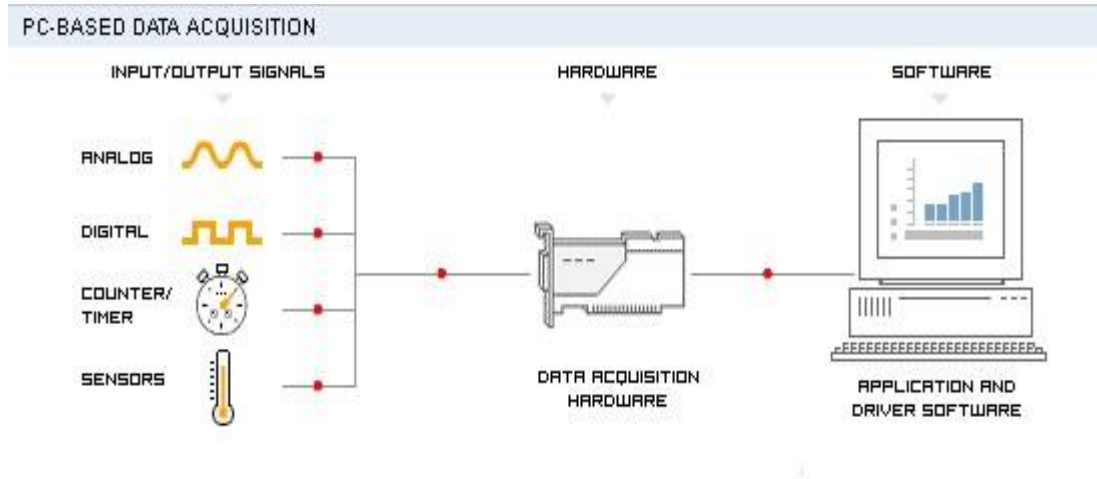 PC-BASED DATA ACQUISITION
INPUT/OUTPUT SIGNALS
HARDWARE
SOFTWARE
ANALOG
DIGITAL
COUNTER/
TIMER
SENSORS
DATA ACQUISITION
HARDWARE
APPLICATION AND
DRIVER SOFTWARE